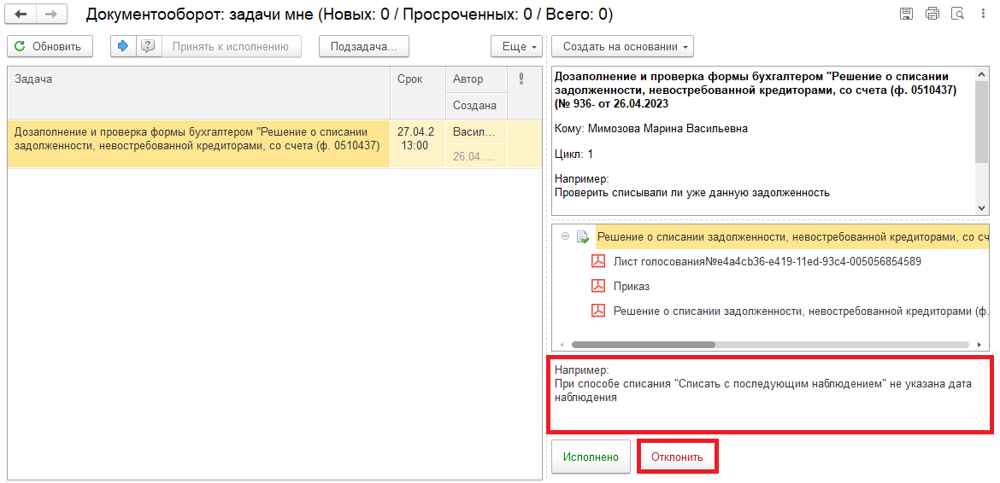 Документооборот: задачи мне (Новых: 0 / Просроченных: 0 / Всего: 0)
Обновить
Принять к исполнению
Подзадача...
Еще
Создать на основании
Задача
Срок
Автор
Создана
Дозаполнение и проверка формы бухгалтером "Решение о списании
задолженности, невостребованной кредиторами, со счета (ф. 0510437)
27.04.2
13:00
Васил...
26.04....
Дозаполнение и проверка формы бухгалтером "Решение о списании
задолженности, невостребованной кредиторами, со счета (ф. 0510437)
(№ 936- от 26.04.2023
Кому: Мимозова Марина Васильевна
Цикл: 1
Например:
Проверить списывали ли уже данную задолженность
Решение о списании задолженности, невостребованной кредиторами, со сч
Лист голосования№e4a4cb36-e419-11ed-93c4-005056854589
Приказ
Решение о списании задолженности, невостребованной кредиторами (ф.
Например:
При способе списания "Списать с последующим наблюдением" не указана дата
наблюдения
Исполнено
Отклонить